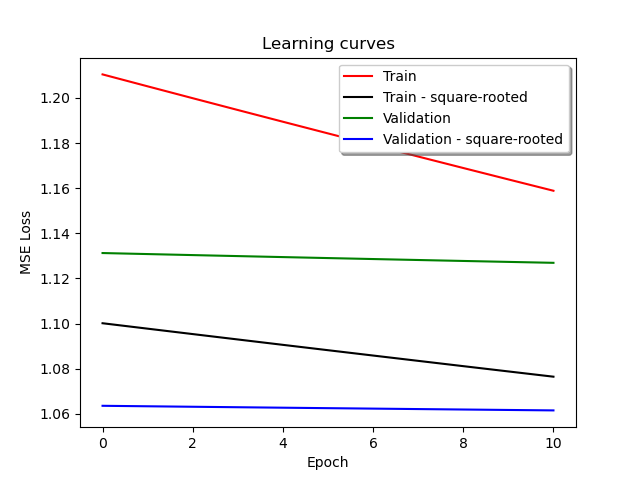 Learning curves
Train
Train - square-rooted
Validation
Validation - square-rooted
MSE Loss
1.20
1.18
1.16
1.14
1.12
1.10
1.08
1.06
0 2 4 6 8 10
Epoch